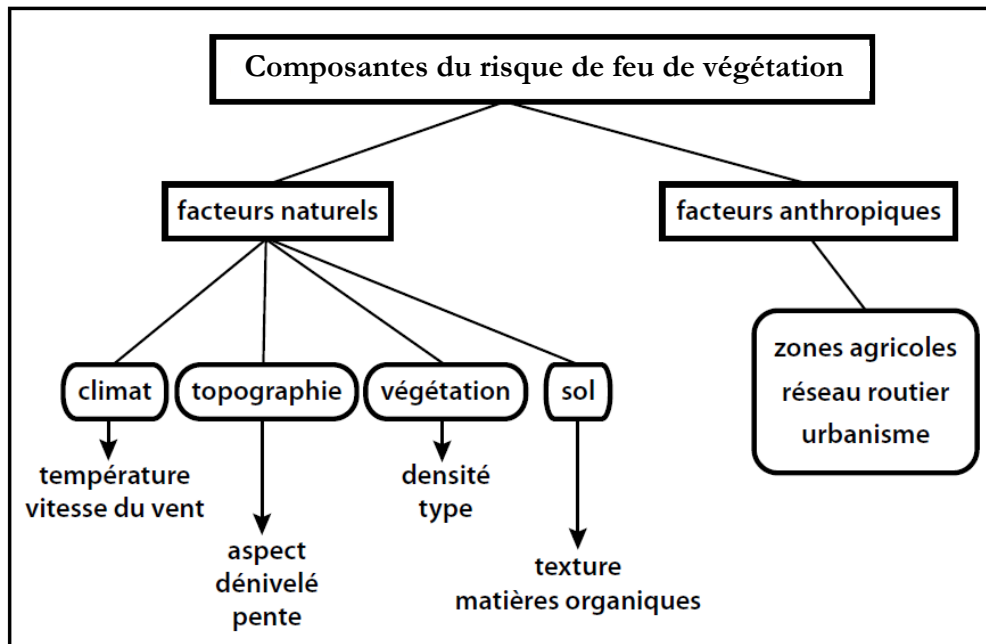 Composantes du risque de feu de végétation
facteurs naturels
facteurs anthropiques
climat
topographie
végétation
sol
température
vitesse du vent
aspect
dénivelé
pente
densité
type
texture
matières organiques
zones agricoles
réseau routier
urbanisme